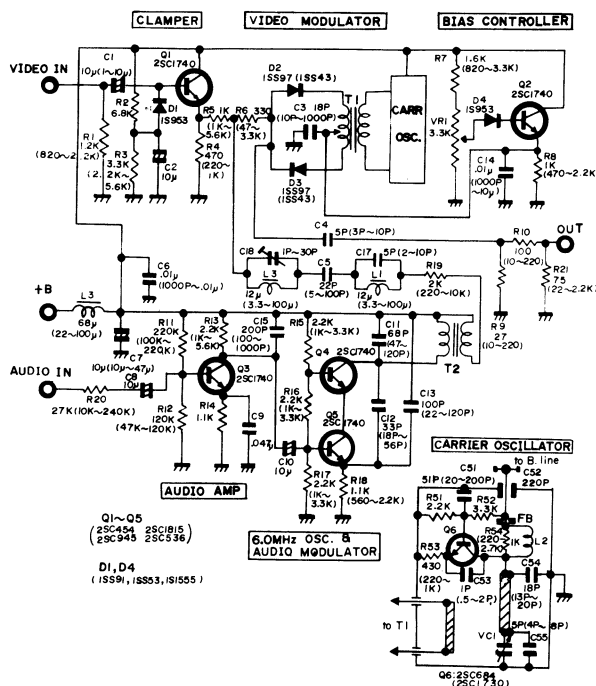 CLAMPER
VIDEO MODULATOR
BIAS CONTROLLER
C1
10μ(1~10μ)
Q1
2SC1740
VIDEO IN
R2
6.8K
D1
1S953
R1
1.2K
R3
3.3K
C2
10μ
R5 1K
(1K~
5.6K)
R4
470
(220~
1K)
R6 330
(47~
3.3K)
D2
1SS97 (1SS43)
C3 18P
(10~1000P)
T1
D3
1SS97
(1SS43)
CARR
OSC.
R7
1.6K
(820~3.3K)
VR1
3.3K
D4
1S953
Q2
2SC1740
C14
.01μ
(1000P
~10μ)
R8
1K
(470~2.2K)
C4
5P(3P~10P)
R10
100
(10~220)
OUT
R21
75
(22~2.2K)
R9
27
(10~220)
C18
1P~30P
L3
12μ
(3.3~100μ)
C5
22P
(5~100P)
C17
5P(2~10P)
L1
12μ
(3.3~100μ)
R19
2K
(220~10K)
C6
.01μ
(1000P~.01μ)
+B
L3
68μ
(22~100μ)
C7
10μ(10μ~47μ)
R11
220K
(100K~
220K)
R13
2.2K
(1K~
5.6K)
C15
200P
(100~
1000P)
R15
2.2K
(1K~3.3K)
Q4
2SC1740
C11
68P
(47~
120P)
T2
AUDIO IN
C8
10μ
R20
27K(10K~240K)
Q3
2SC1740
R12
120K
(47K~120K)
R14
1.1K
C9
.047μ
R16
2.2K
(1K~
3.3K)
Q5
2SC1740
C12
33P
(18P~
56P)
C13
100P
(22~120P)
C10
10μ
R17
2.2K
(1K~
3.3K)
R18
1.1K
(560~2.2K)
AUDIO AMP
6.0MHz OSC. &
AUDIO MODULATOR
Q1~Q5
(2SC454 2SC1815
2SC945 2SC536)
D1,D4
(1SS91, 1SS53, 1S1555)
CARRIER OSCILLATOR
to B. line
C51
51P(20~200P)
C52
220P
R51
2.2K
R52
3.3K
Q6
FB
R54
(220~
2.7K)
1K
L2
R53
430
(220~
1K)
C53
1P
(.5~2P)
C54
18P
(13P~
20P)
to T1
5P(4P~8P)
VC1
C55
Q6:2SC684
(2SC1730)